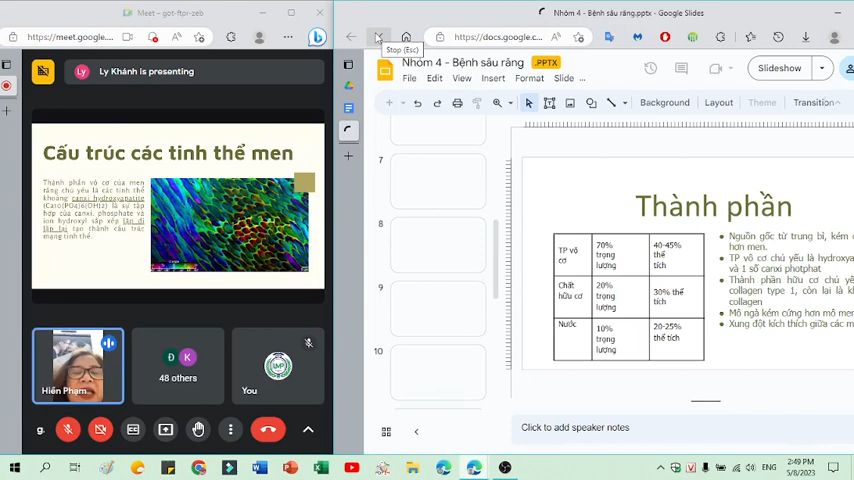 Meet – got-ftpr-zeb
https://meet.google....
Ly
Ly Khánh is presenting
Cấu trúc các tinh thể men
Thành phần vô cơ của men
răng chủ yếu là các tinh thể
khoáng canxi hydroxyapatite
(Ca10(PO4)6(OH)2) là sự tập
hợp của canxi, phosphate và
ion hydroxyl sắp xếp lặn đi
lặp lại tạo thành cấu trúc
mạng tinh thể.
Hiền Phạm
Đ
K
48 others
You
g.
Nhóm 4 - Bệnh sâu răng.pptx - Google Slides
https://docs.google.c...
Stop (Esc)
Nhóm 4 - Bệnh sâu răng
.PPTX
File
Edit
View
Insert
Format
Slide
...
Slideshow
Background
Layout
Theme
Transition
7
8
9
10
Thành phần
TP vô
cơ
70%
trọng
lượng
40-45%
thể
tích
Chất
hữu cơ
20%
trọng
lượng
30% thể
tích
Nước
10%
trọng
lượng
20-25%
thể tích
Nguồn gốc từ trung bì, kém c
hơn men.
TP vô cơ chủ yếu là hydroxya
và 1 số canxi photphat
Thành phần hữu cơ chủ yế
collagen type 1, còn lại là kh
collagen
Mô ngà kém cứng hơn mô men
Xung đột kích thích giữa các m
Click to add speaker notes
ENG
2:49 PM
5/8/2023